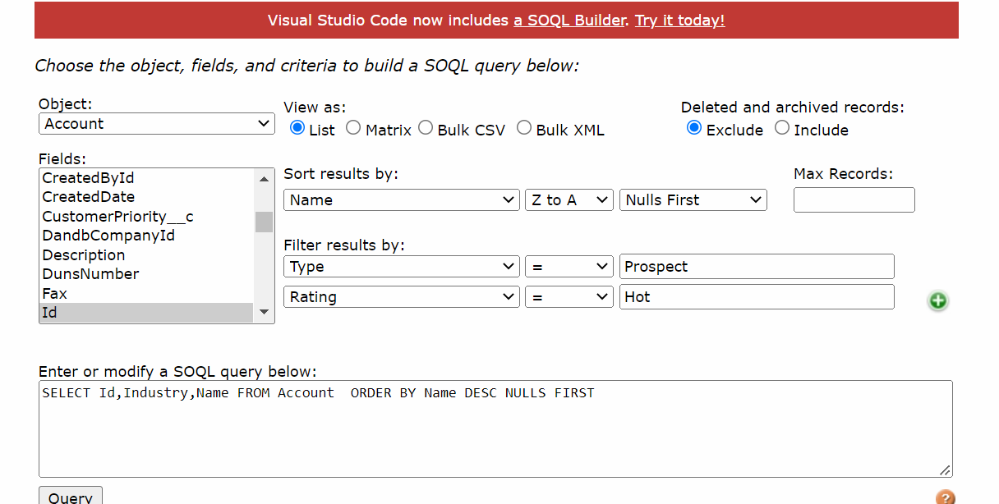 Visual Studio Code now includes a SOQL Builder. Try it today!
Choose the object, fields, and criteria to build a SOQL query below:
Object:
Account
View as:
List Matrix Bulk CSV Bulk XML
Deleted and archived records:
Exclude Include
Fields:
CreatedById
CreatedDate
CustomerPriority__c
DandbCompanyId
Description
DunsNumber
Fax
Id
Sort results by:
Name Z to A Nulls First
Max Records:
Filter results by:
Type = Prospect
Rating = Hot
Enter or modify a SOQL query below:
SELECT Id,Industry,Name FROM Account  ORDER BY Name DESC NULLS FIRST
Query
?